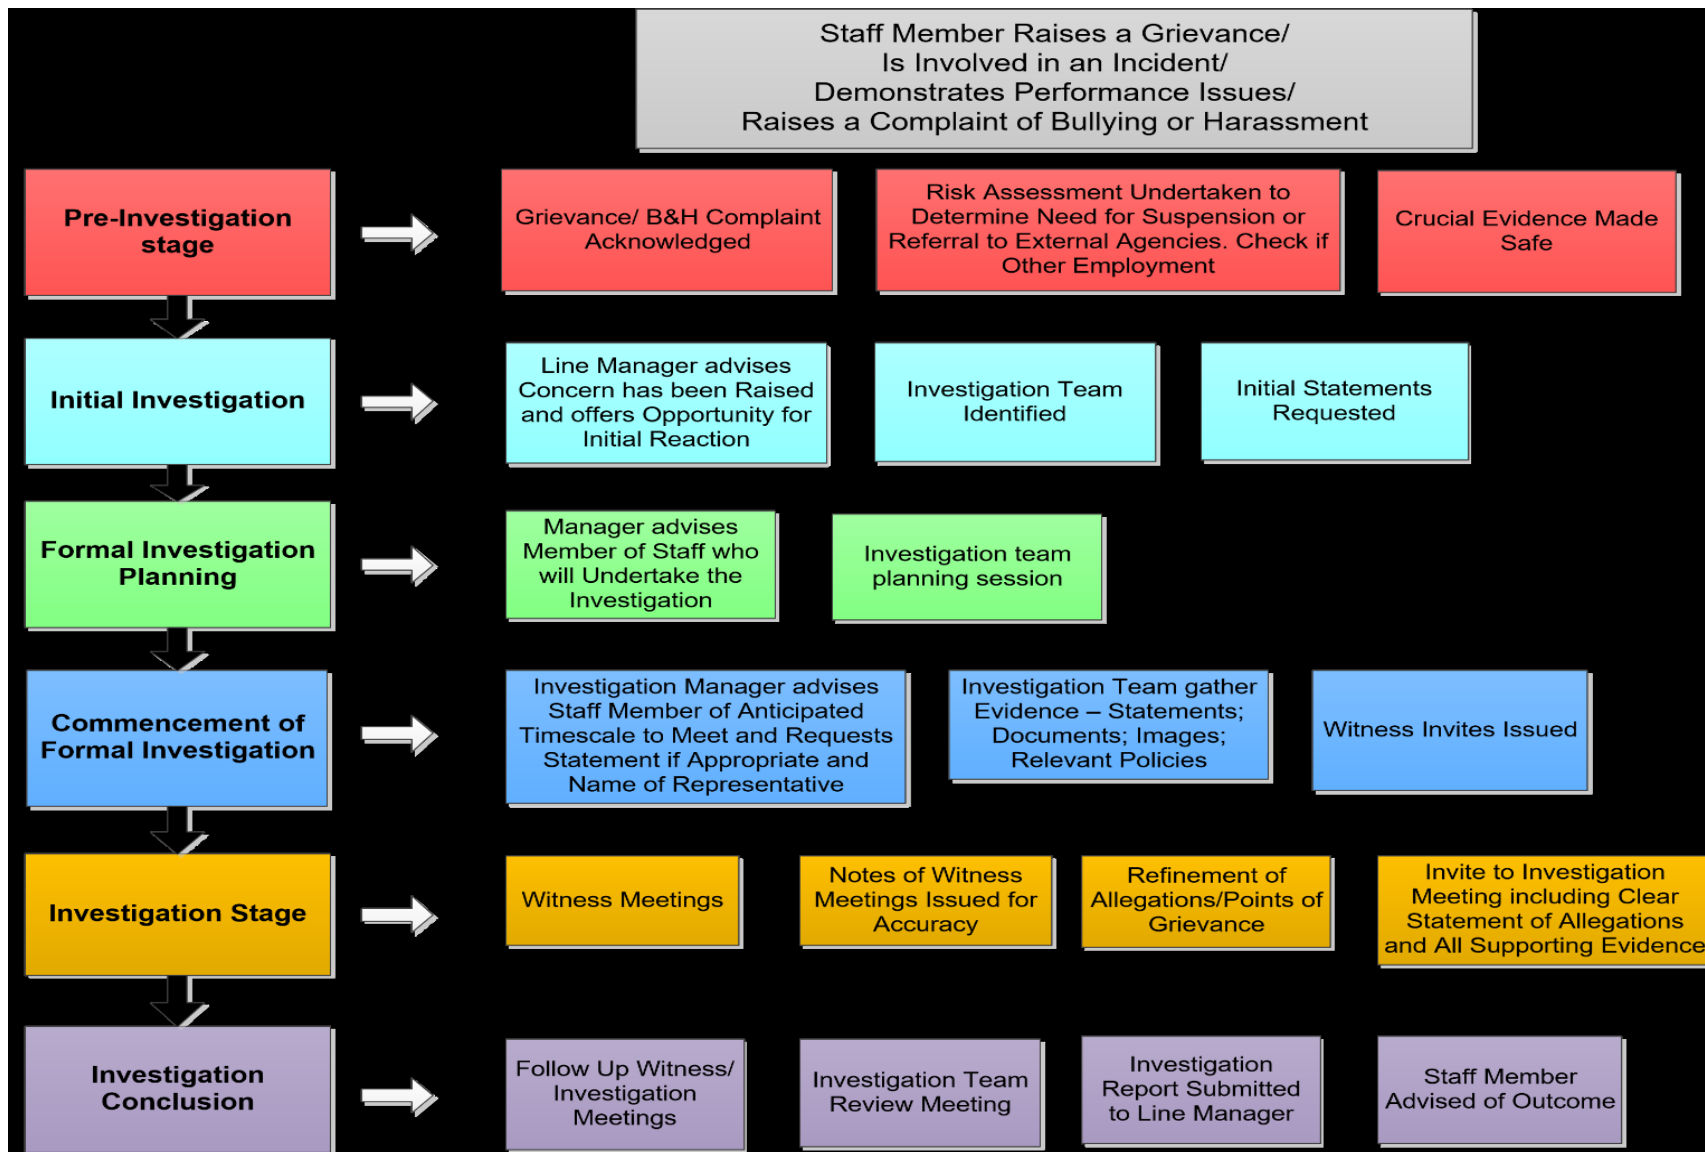 Staff Member Raises a Grievance/
Is Involved in an Incident/
Demonstrates Performance Issues/
Raises a Complaint of Bullying or Harassment
Pre-Investigation
stage
Grievance/ B&H Complaint
Acknowledged
Risk Assessment Undertaken to
Determine Need for Suspension or
Referral to External Agencies. Check if
Other Employment
Crucial Evidence Made
Safe
Initial Investigation
Line Manager advises
Concern has been Raised
and offers Opportunity for
Initial Reaction
Investigation Team
Identified
Initial Statements
Requested
Formal Investigation
Planning
Manager advises
Member of Staff who
will Undertake the
Investigation
Investigation team
planning session
Commencement of
Formal Investigation
Investigation Manager advises
Staff Member of Anticipated
Timescale to Meet and Requests
Statement if Appropriate and
Name of Representative
Investigation Team gather
Evidence – Statements;
Documents; Images;
Relevant Policies
Witness Invites Issued
Investigation Stage
Witness Meetings
Notes of Witness
Meetings Issued for
Accuracy
Refinement of
Allegations/Points of
Grievance
Invite to Investigation
Meeting including Clear
Statement of Allegations
and All Supporting Evidence
Investigation
Conclusion
Follow Up Witness/
Investigation
Meetings
Investigation Team
Review Meeting
Investigation
Report Submitted
to Line Manager
Staff Member
Advised of Outcome